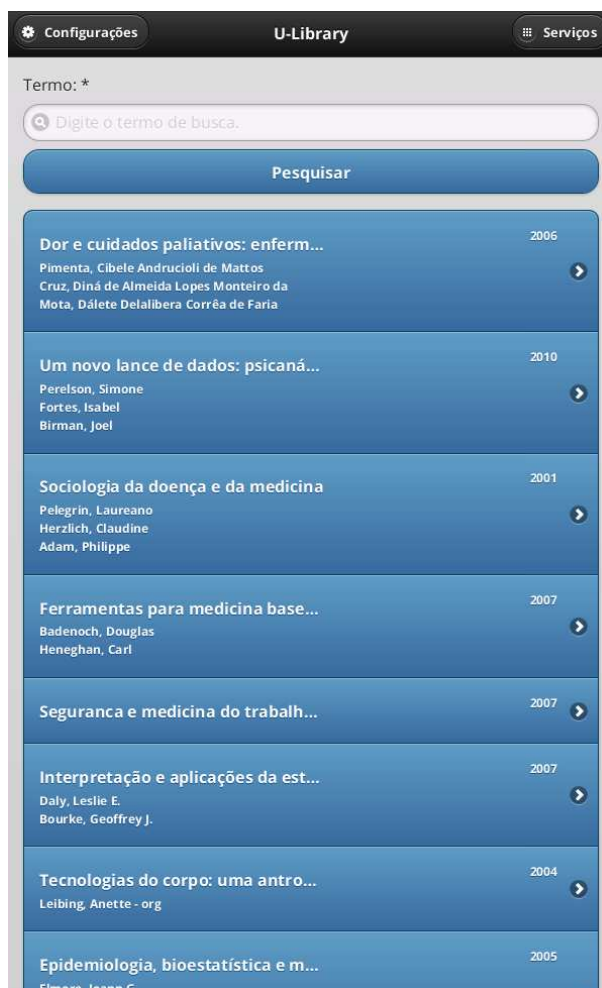 Configurações
U-Library
Serviços
Termo: *
Digite o termo de busca.
Pesquisar
Dor e cuidados paliativos: enferm...
2006
Pimenta, Cibele Andrucioli de Mattos
Cruz, Diná de Almeida Lopes Monteiro da
Mota, Dálete Delalibera Corrêa de Faria
Um novo lance de dados: psicaná...
2010
Perelson, Simone
Fortes, Isabel
Birman, Joel
Sociologia da doença e da medicina
2001
Pelegrin, Laureano
Herzlich, Claudine
Adam, Philippe
Ferramentas para medicina base...
2007
Badenoch, Douglas
Heneghan, Carl
Seguranca e medicina do trabalh...
2007
Interpretação e aplicações da est...
2007
Daly, Leslie E.
Bourke, Geoffrey J.
Tecnologias do corpo: uma antro...
2004
Leibing, Anette - org
Epidemiologia, bioestatística e m...
2005